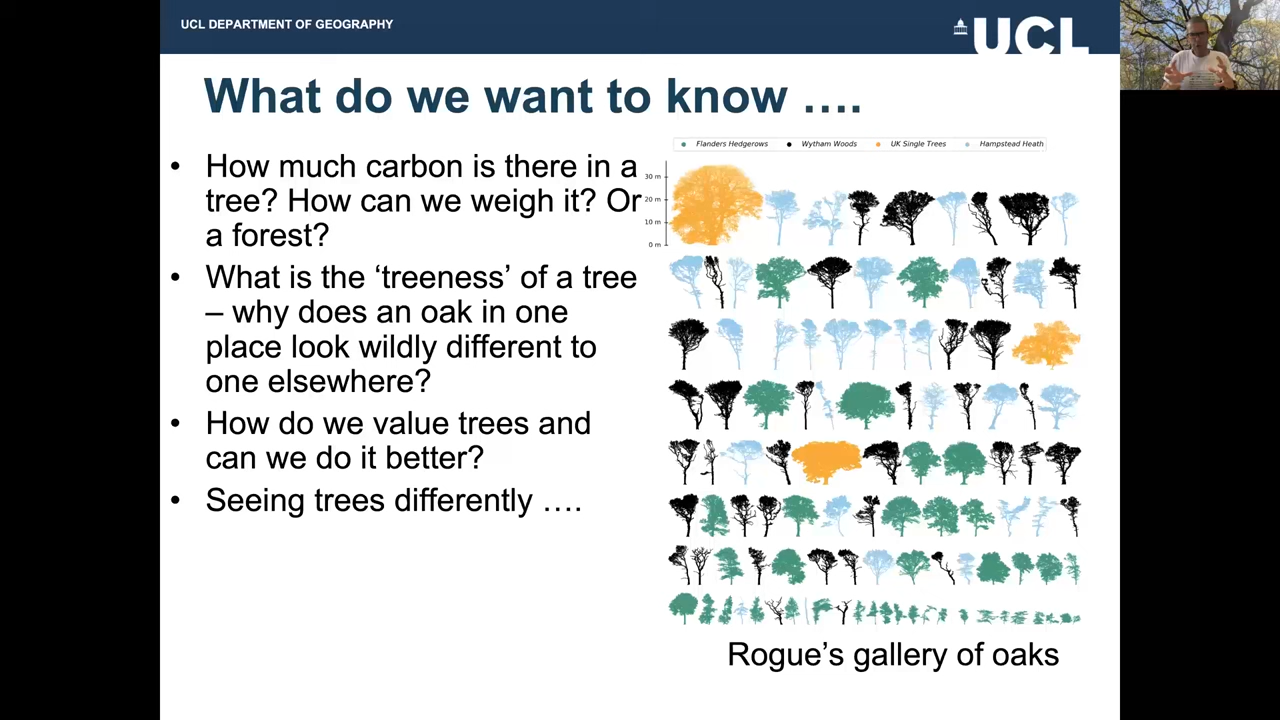 UCL DEPARTMENT OF GEOGRAPHY
UCL
What do we want to know ….
• How much carbon is there in a
tree? How can we weigh it? Or
a forest?
• What is the ‘treeness’ of a tree
– why does an oak in one
place look wildly different to
one elsewhere?
• How do we value trees and
can we do it better?
• Seeing trees differently ….
Flanders Hedgerows Wytham Woods UK Single Trees Hampstead Heath
30 m
20 m
10 m
0 m
Rogue’s gallery of oaks